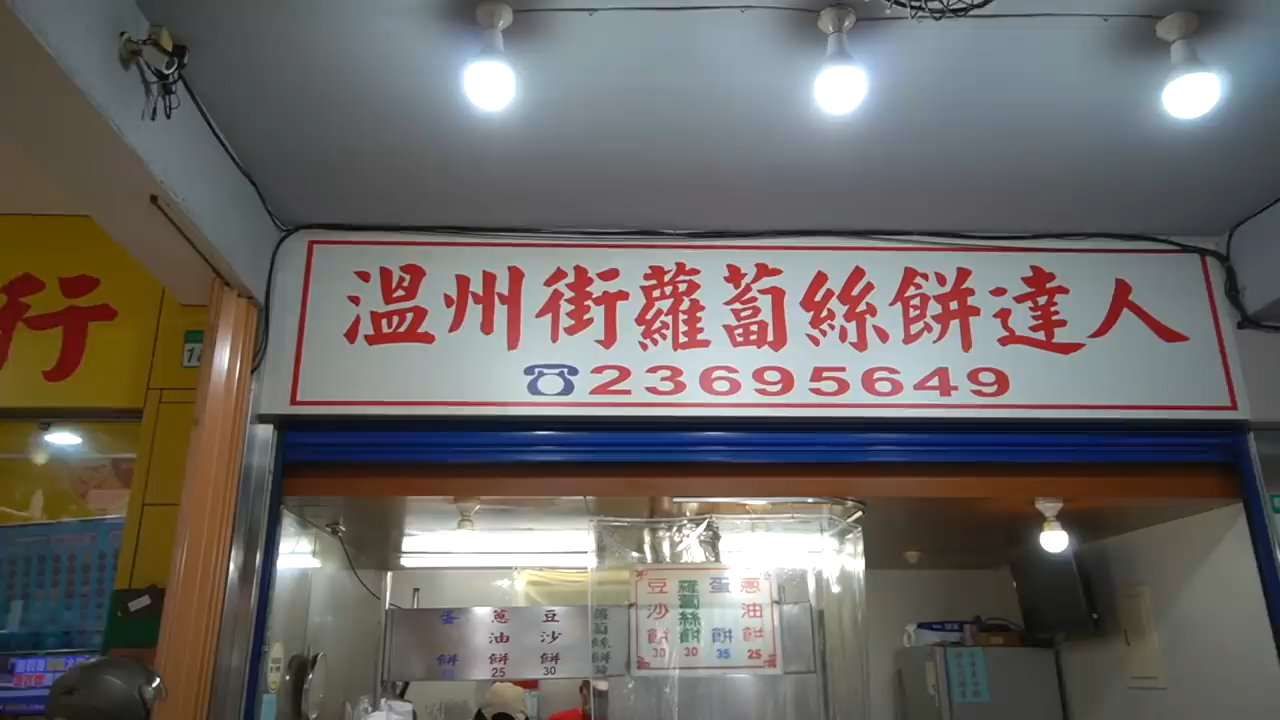 溫州街蘿蔔絲餅達人
☎23695649
行
豆沙餅 30
蘿蔔絲餅 30
蛋餅 35
蔥油餅 25
蛋餅
蔥油餅 25
豆沙餅 30
蘿蔔絲餅